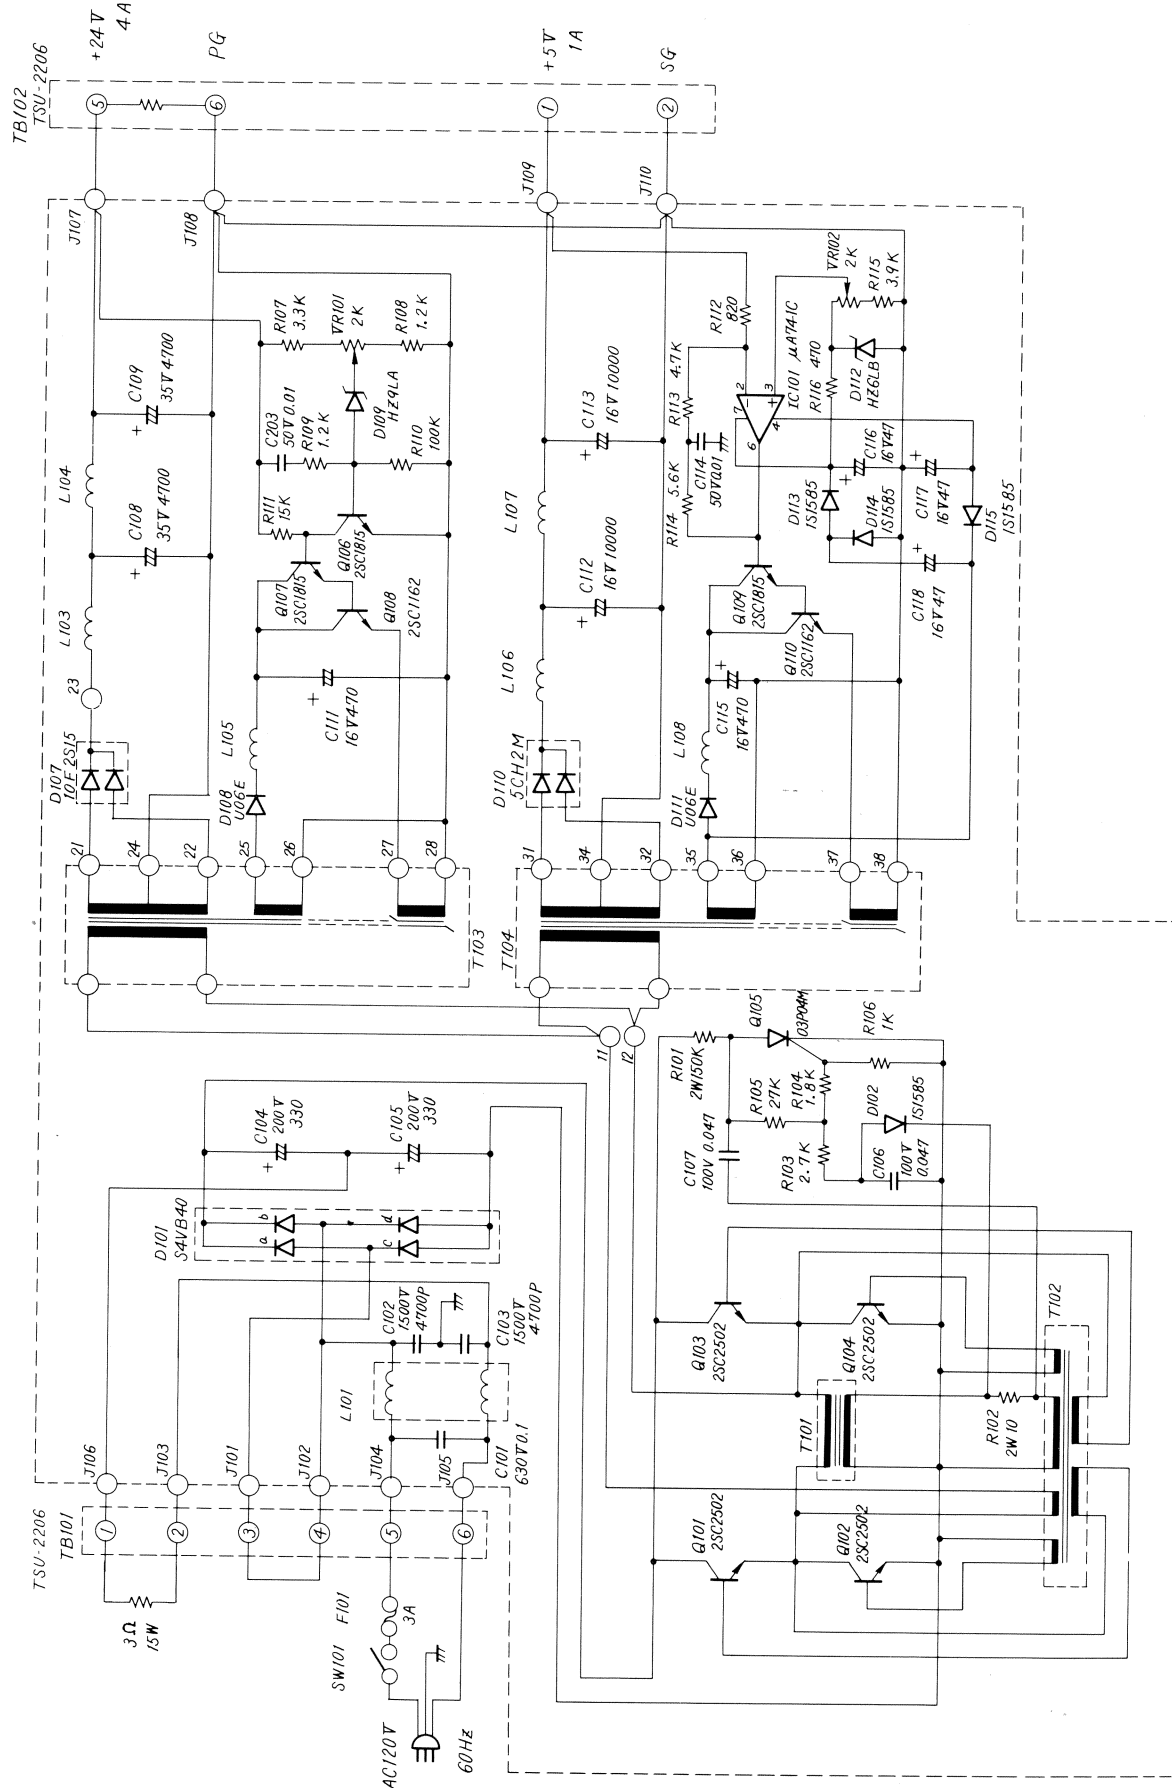 TB102
TSU-2206
+24V
4A
PG
+5V
1A
SG
5
6
1
2
J107
J108
J109
J110
C109
35V4700
L104
C108
35V4700
L103
23
D107
10F2S15
R107
3.3K
VR101
2K
R108
1.2K
C203
50V0.01
R109
1.2K
D109
HZ9LA
R110
100K
R111
15K
Q106
2SC1815
Q107
2SC1815
Q108
2SC1162
C111
16V470
L105
D108
U06E
21
24
22
25
26
27
28
T103
C113
16V10000
L107
C112
16V10000
L106
D110
5CH2M
R112
820
R113 4.7K
C114
50V0.01
R114 5.6K
7
2
3
4
6
IC101 μA741C
VR102
2K
R115
3.9K
R116 470
D112
HZ6LB
C116
16V47
D113
1S1585
D114
1S1585
C117
16V47
D115
1S1585
C118
16V47
Q109
2SC1815
Q110
2SC1162
C115
16V470
L108
D111
U06E
31
34
32
35
36
37
38
T104
11
12
C104
200V
330
C105
200V
330
D101
S4VB40
a
b
c
d
C102
1500V
4700P
C103
1500V
4700P
L101
C101
630V0.1
J106
J103
J101
J102
J104
J105
TSU-2206
TB101
1
2
3
4
5
6
3Ω
15W
F101
3A
SW101
AC120V
60Hz
R101
2W150K
Q105
03P04M
R106
1K
R105
27K
R104
1.8K
D102
1S1585
C107
100V 0.047
R103
2.7K
C106
100V
0.047
Q103
2SC2502
Q104
2SC2502
T102
T101
R102
2W10
Q101
2SC2502
Q102
2SC2502